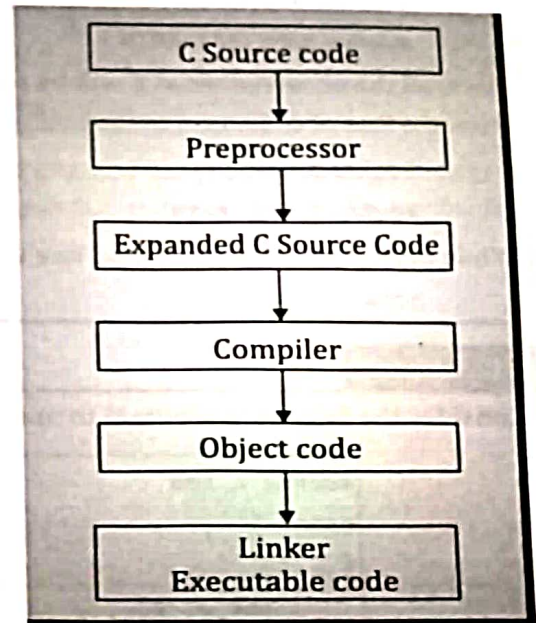 C Source code
Preprocessor
Expanded C Source Code
Compiler
Object code
Linker
Executable code